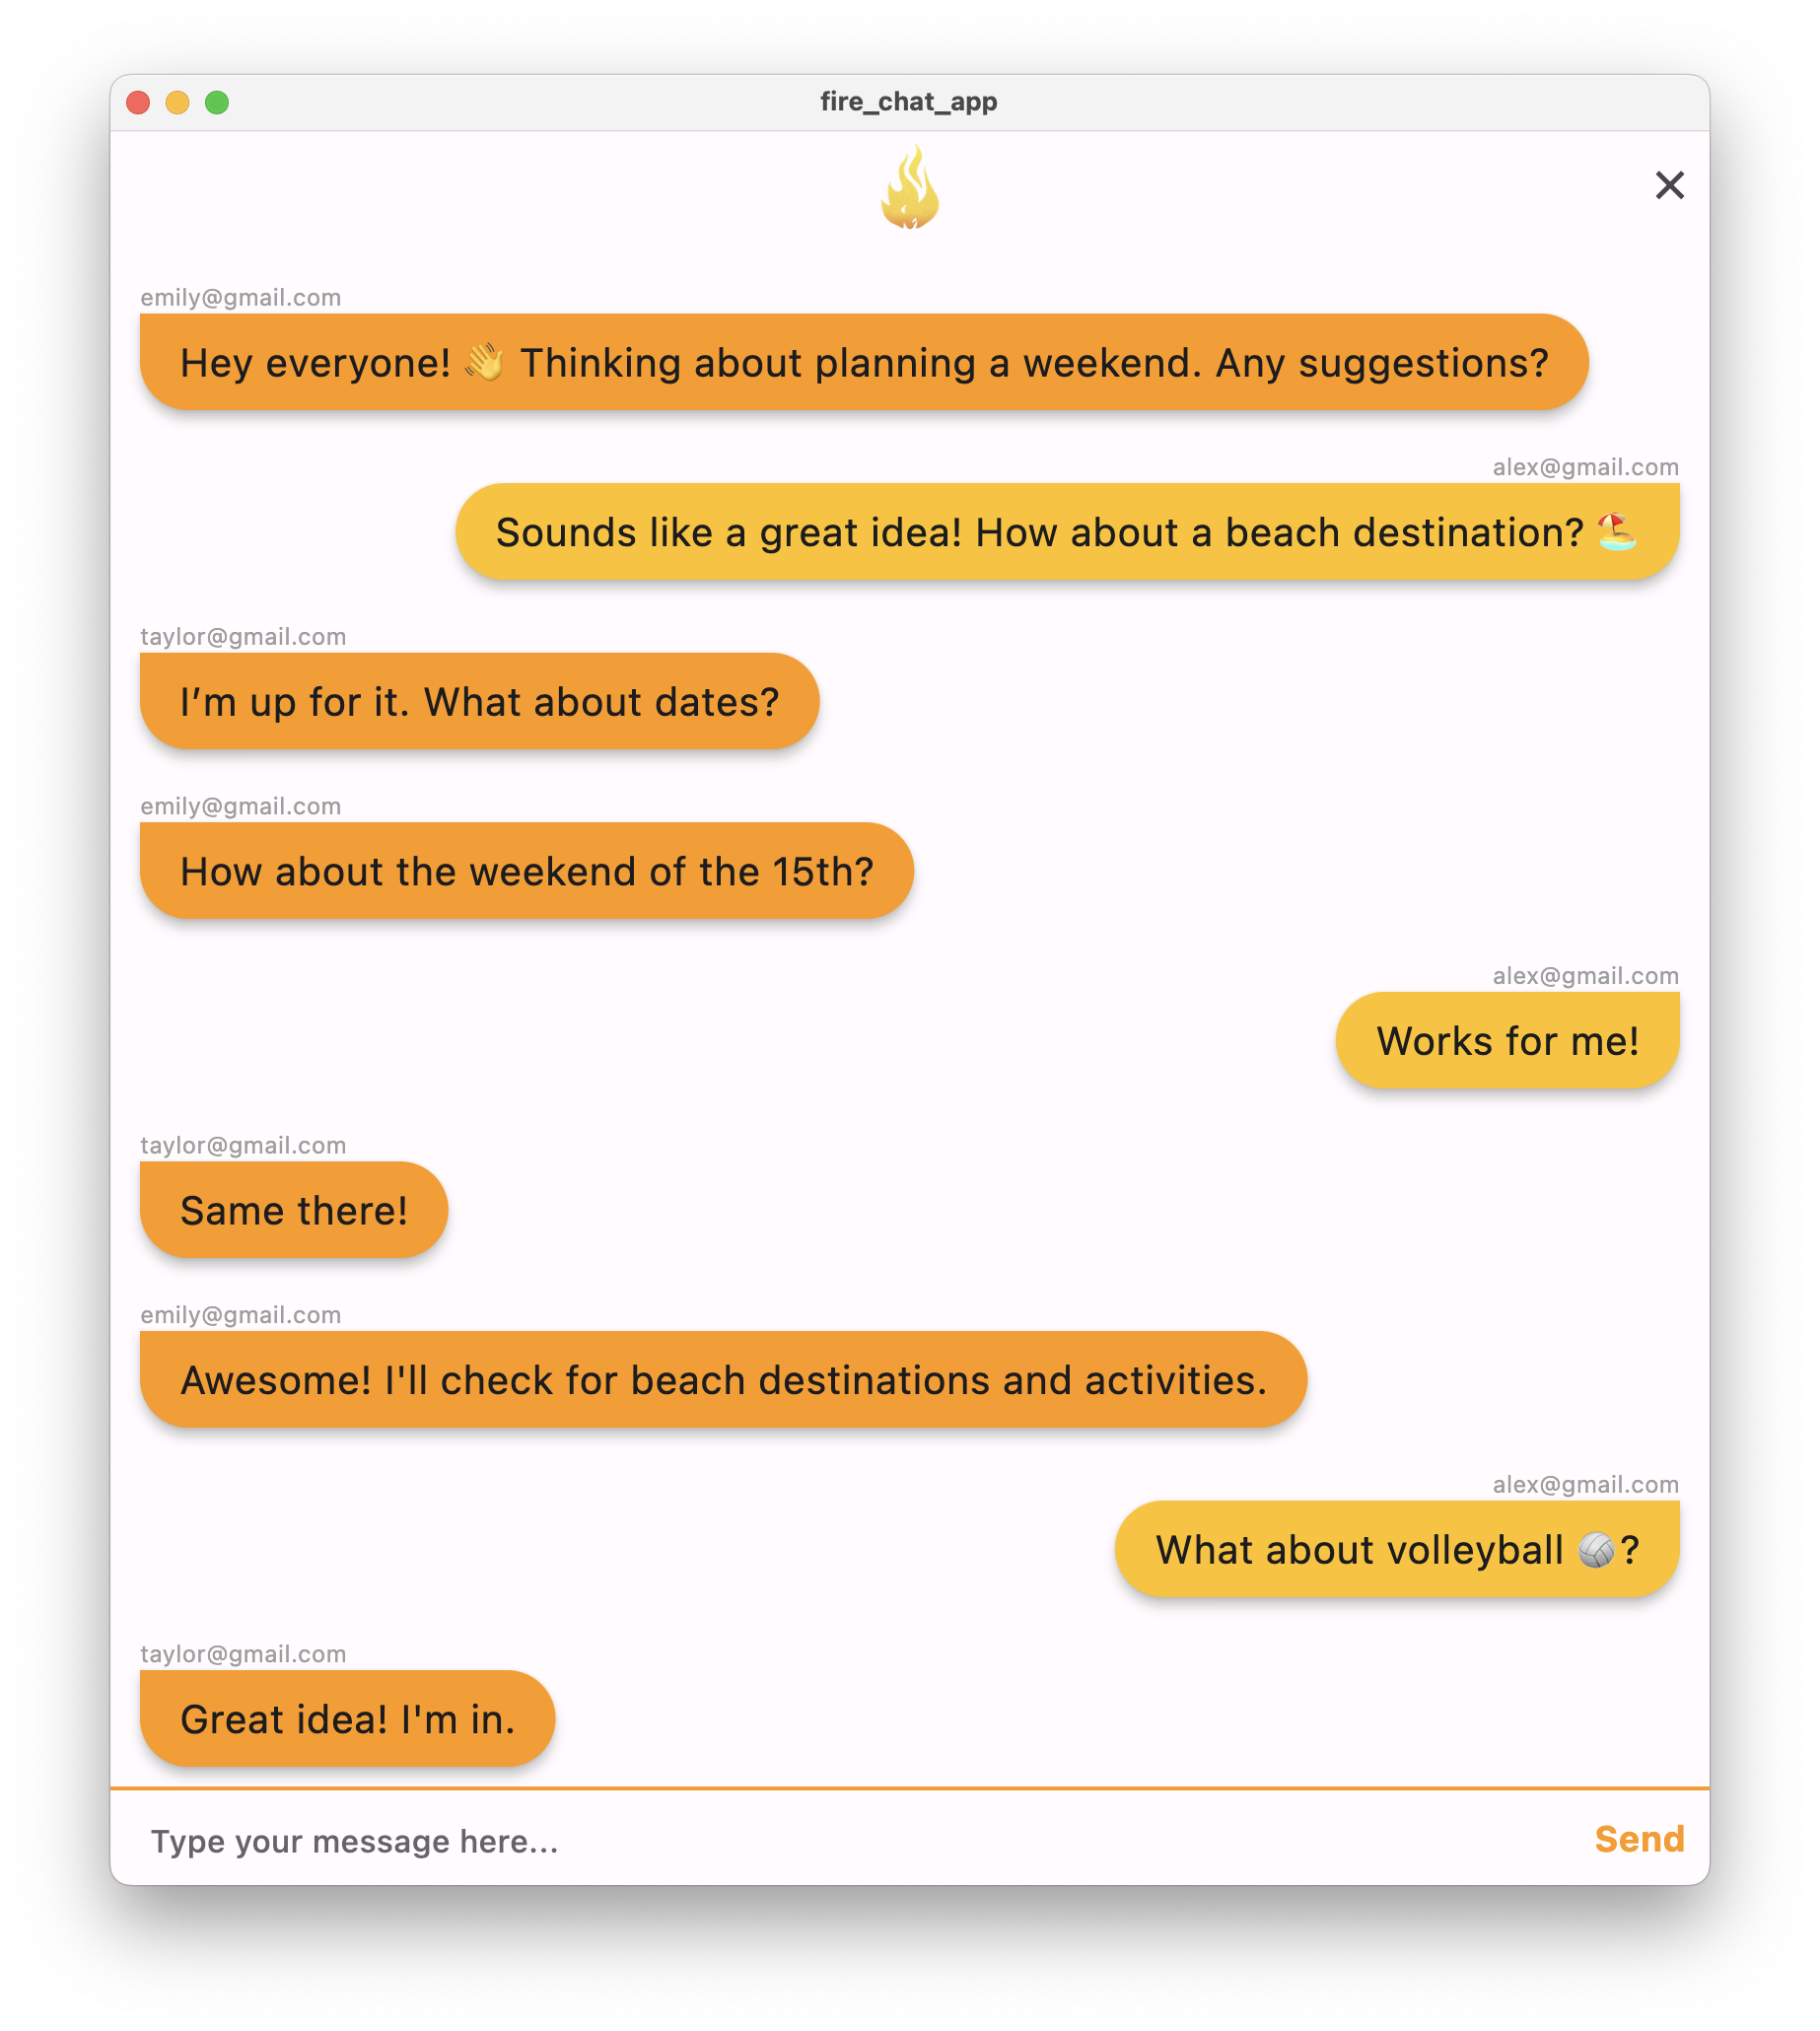 fire_chat_app
emily@gmail.com
Hey everyone! 👋 Thinking about planning a weekend. Any suggestions?
alex@gmail.com
Sounds like a great idea! How about a beach destination? 🏖️
taylor@gmail.com
I’m up for it. What about dates?
emily@gmail.com
How about the weekend of the 15th?
alex@gmail.com
Works for me!
taylor@gmail.com
Same there!
emily@gmail.com
Awesome! I'll check for beach destinations and activities.
alex@gmail.com
What about volleyball 🏐?
taylor@gmail.com
Great idea! I'm in.
Type your message here...
Send